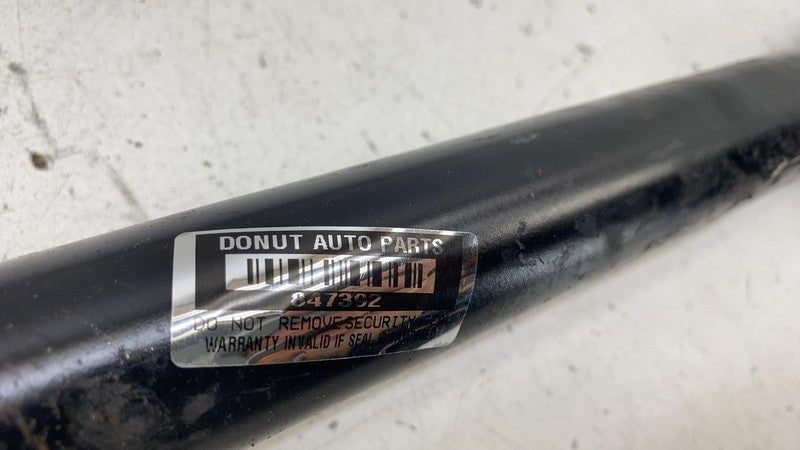 DONUT AUTO PARTS
847392
DO NOT REMOVE SECURITY
WARRANTY INVALID IF SEAL